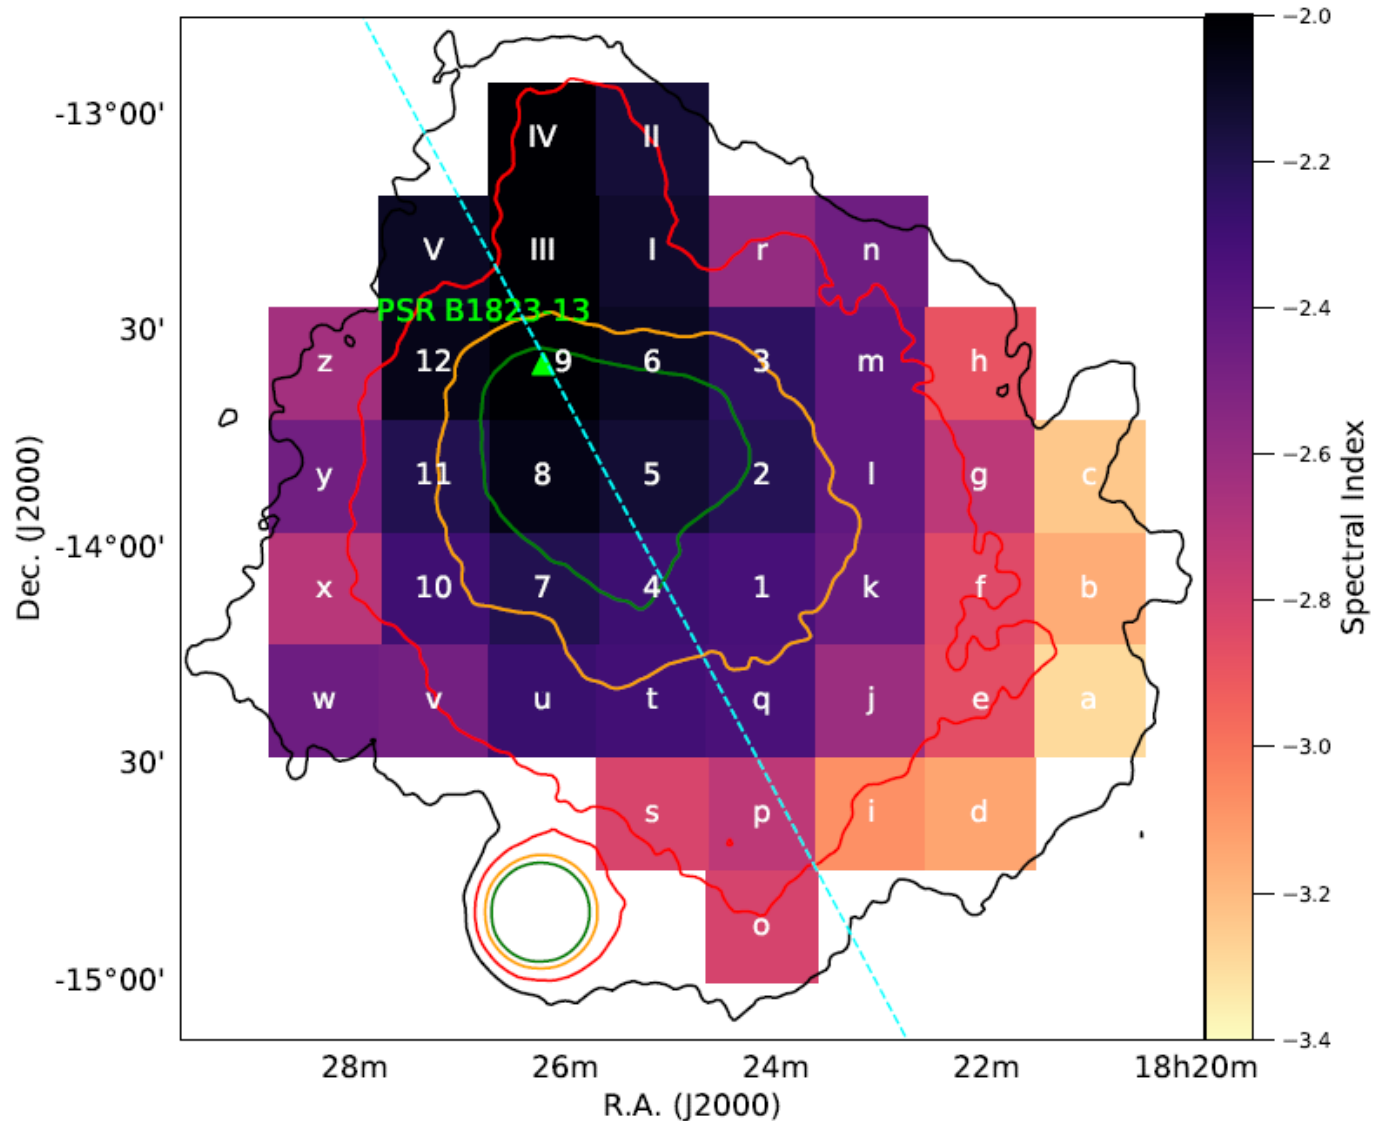 −2.0
-13°00'
IV II
−2.2
V III I r n
PSR B1823-13
−2.4
30'
z 12 9 6 3 m h
Dec. (J2000)
y 11 8 5 2 l g c
−2.6
Spectral Index
-14°00'
x 10 7 4 1 k f b
−2.8
w v u t q j e a
−3.0
30'
s p i d
−3.2
o
-15°00'
−3.4
28m 26m 24m 22m 18h20m
R.A. (J2000)